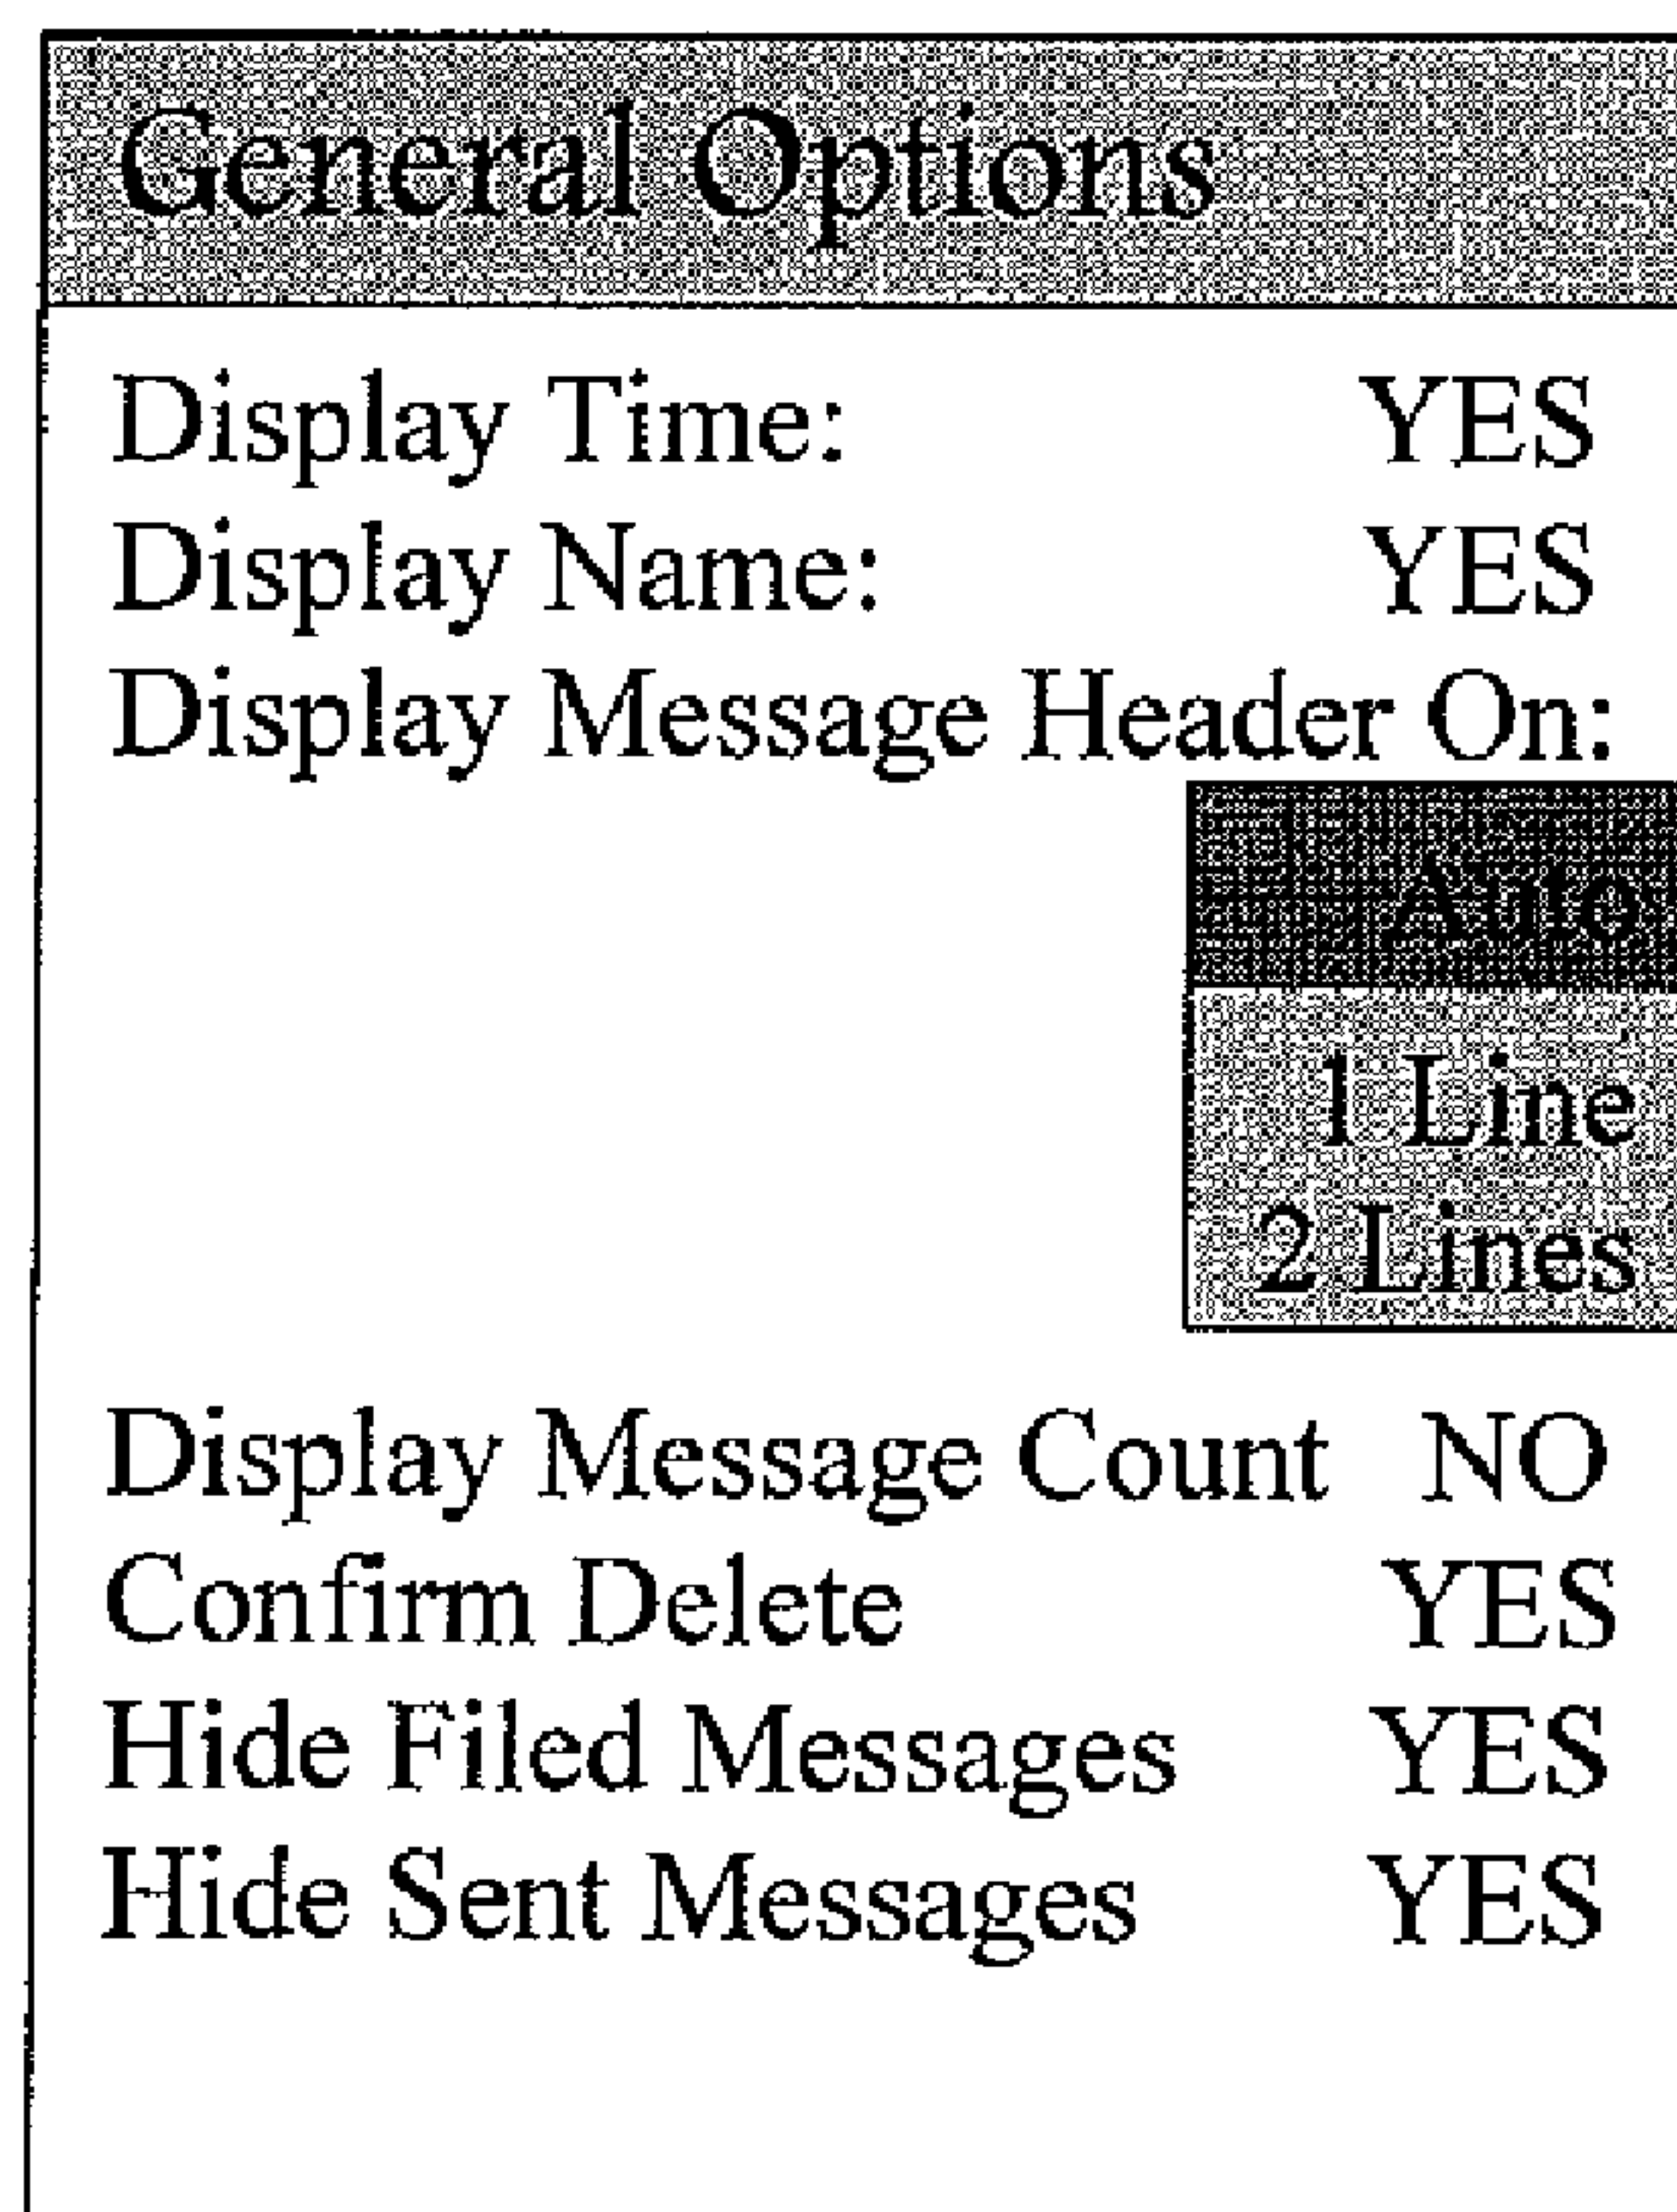 General Options
Display Time: YES
Display Name: YES
Display Message Header On:
Auto
1 Line
2 Lines
Display Message Count NO
Confirm Delete YES
Hide Filed Messages YES
Hide Sent Messages YES